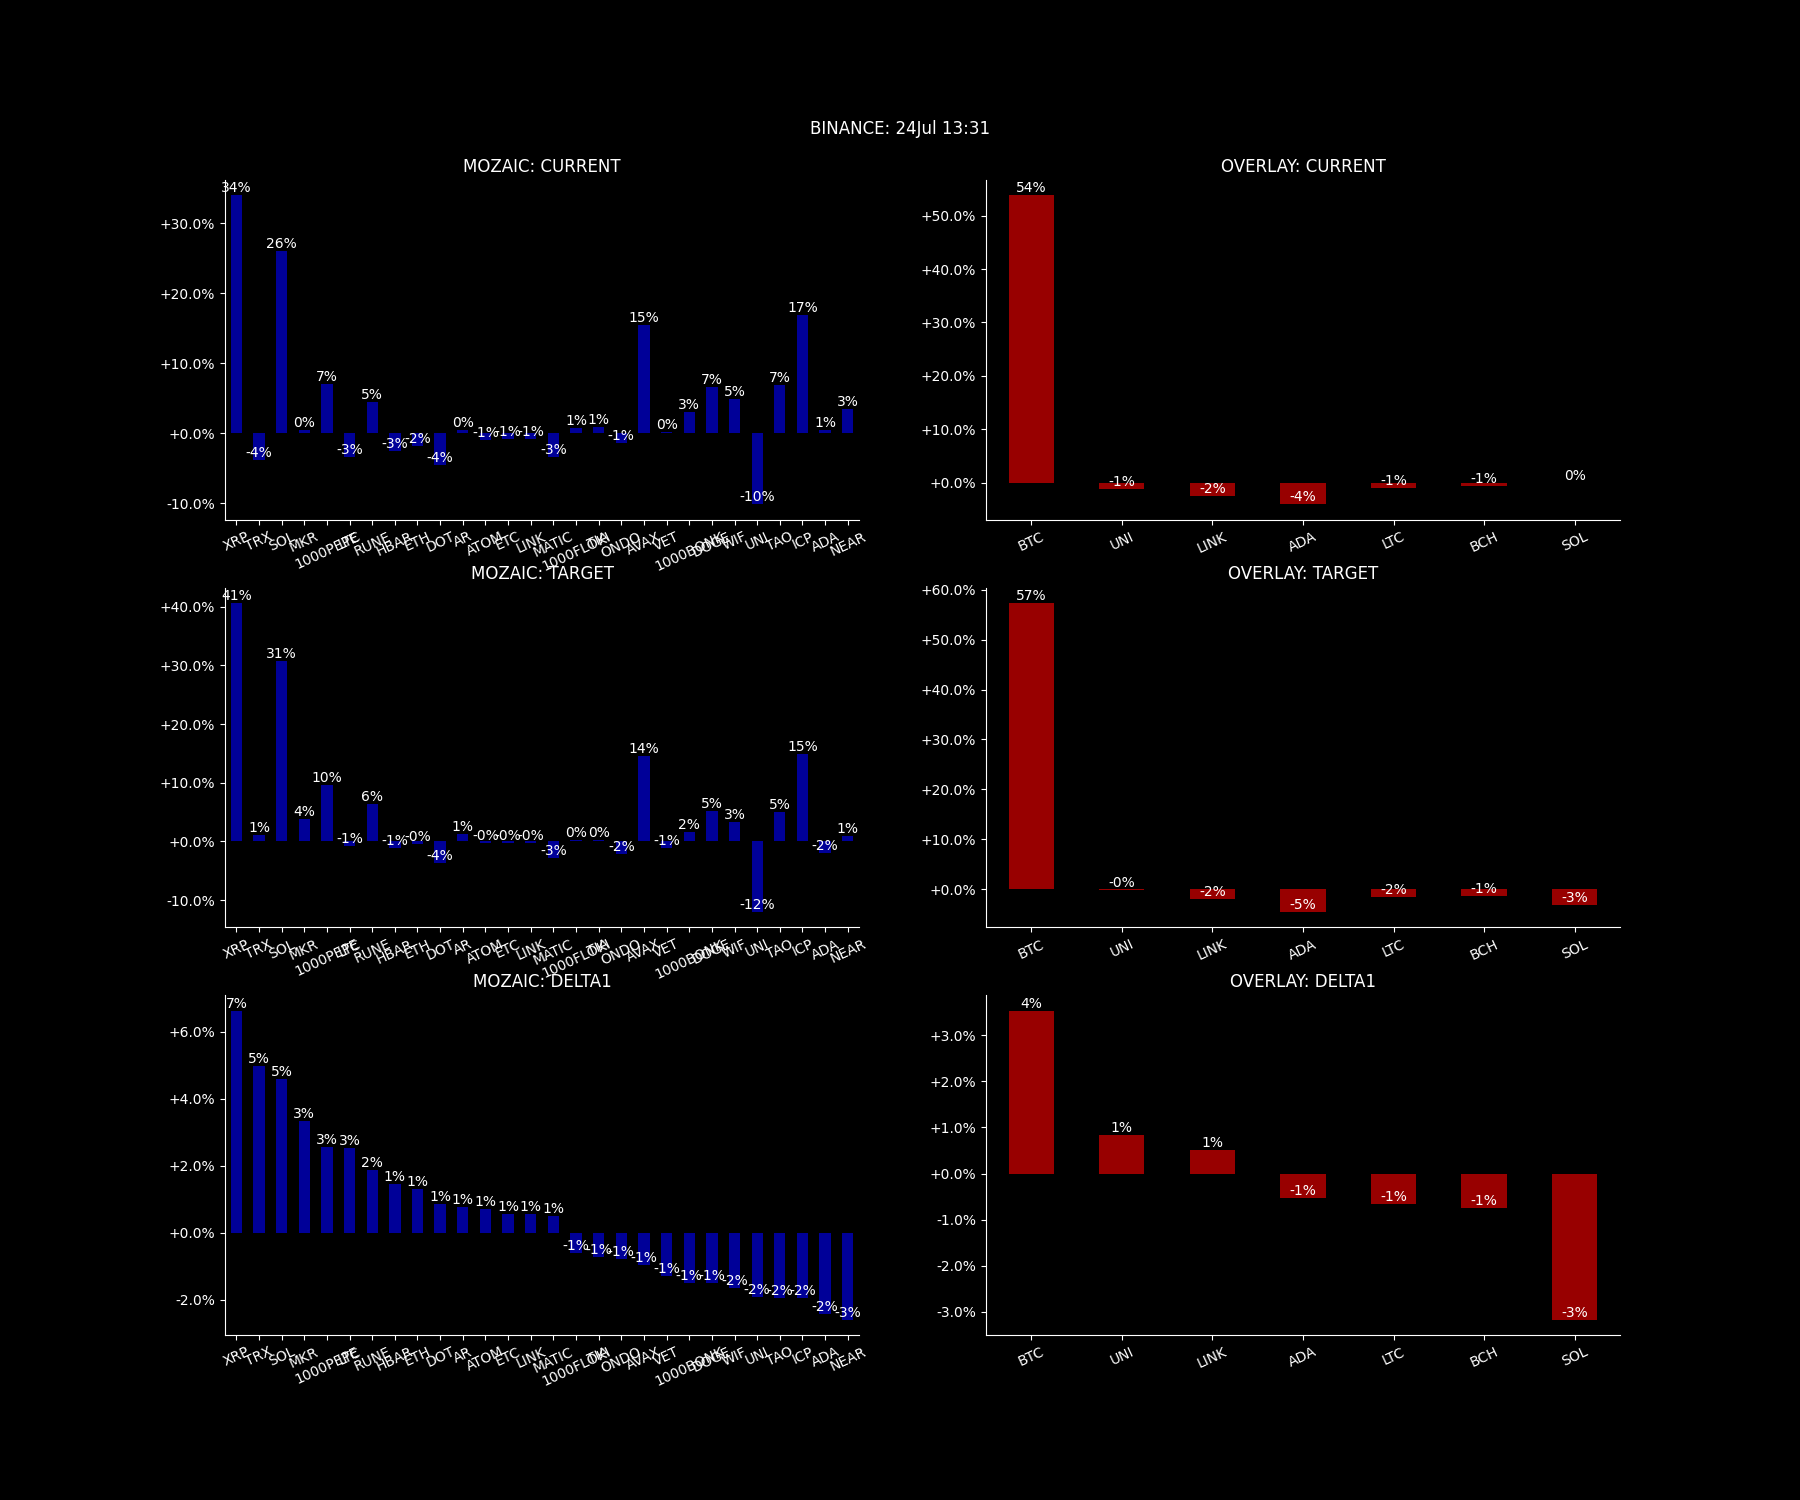 BINANCE: 24Jul 13:31
MOZAIC: CURRENT
34% -4% 26% 0% 7% -3% 5% -3% -2% -4% 0% -1% -1% -1% -3% 1% 1% -1% 15% 0% 3% 7% 5% -10% 7% 17% 1% 3%
+30.0%
+20.0%
+10.0%
+0.0%
-10.0%
XRP TRX SOL MKR 1000PEPE RUNE HBAR ETH DOT AR ATOM ETC LINK MATIC 1000FLOKI ONDO AVAX VET 1000BONK WIF UNI TAO ICP ADA NEAR
OVERLAY: CURRENT
54% -1% -2% -4% -1% -1% 0%
+50.0%
+40.0%
+30.0%
+20.0%
+10.0%
+0.0%
BTC UNI LINK ADA LTC BCH SOL
MOZAIC: TARGET
41% 1% 31% 4% 10% -1% 6% -1% -0% -4% 1% -0% -0% -0% -3% 0% 0% -2% 14% -1% 2% 5% 3% -12% 5% 15% -2% 1%
+40.0%
+30.0%
+20.0%
+10.0%
+0.0%
-10.0%
XRP TRX SOL MKR 1000PEPE RUNE HBAR ETH DOT AR ATOM ETC LINK MATIC 1000FLOKI ONDO AVAX VET 1000BONK WIF UNI TAO ICP ADA NEAR
OVERLAY: TARGET
57% -0% -2% -5% -2% -1% -3%
+60.0%
+50.0%
+40.0%
+30.0%
+20.0%
+10.0%
+0.0%
BTC UNI LINK ADA LTC BCH SOL
MOZAIC: DELTA1
7% 5% 5% 3% 3% 3% 2% 1% 1% 1% 1% 1% 1% 1% 1% -1% -1% -1% -1% -1% -1% -1% -2% -2% -2% -2% -2% -3%
+6.0%
+4.0%
+2.0%
+0.0%
-2.0%
XRP TRX SOL MKR 1000PEPE RUNE HBAR ETH DOT AR ATOM ETC LINK MATIC 1000FLOKI ONDO AVAX VET 1000BONK WIF UNI TAO ICP ADA NEAR
OVERLAY: DELTA1
4% 1% 1% -1% -1% -1% -3%
+3.0%
+2.0%
+1.0%
+0.0%
-1.0%
-2.0%
-3.0%
BTC UNI LINK ADA LTC BCH SOL